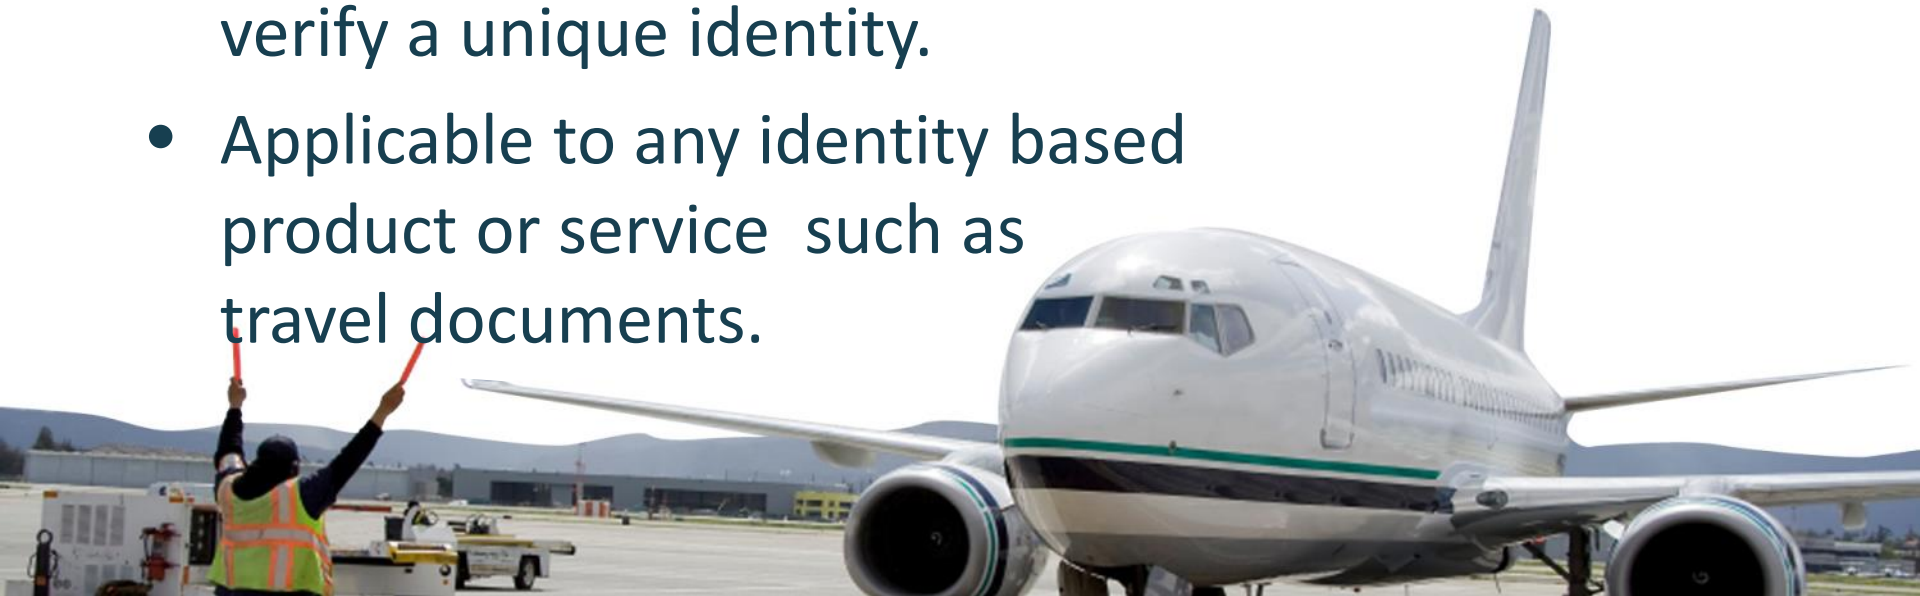 verify a unique identity.
• Applicable to any identity based
product or service  such as
travel documents.